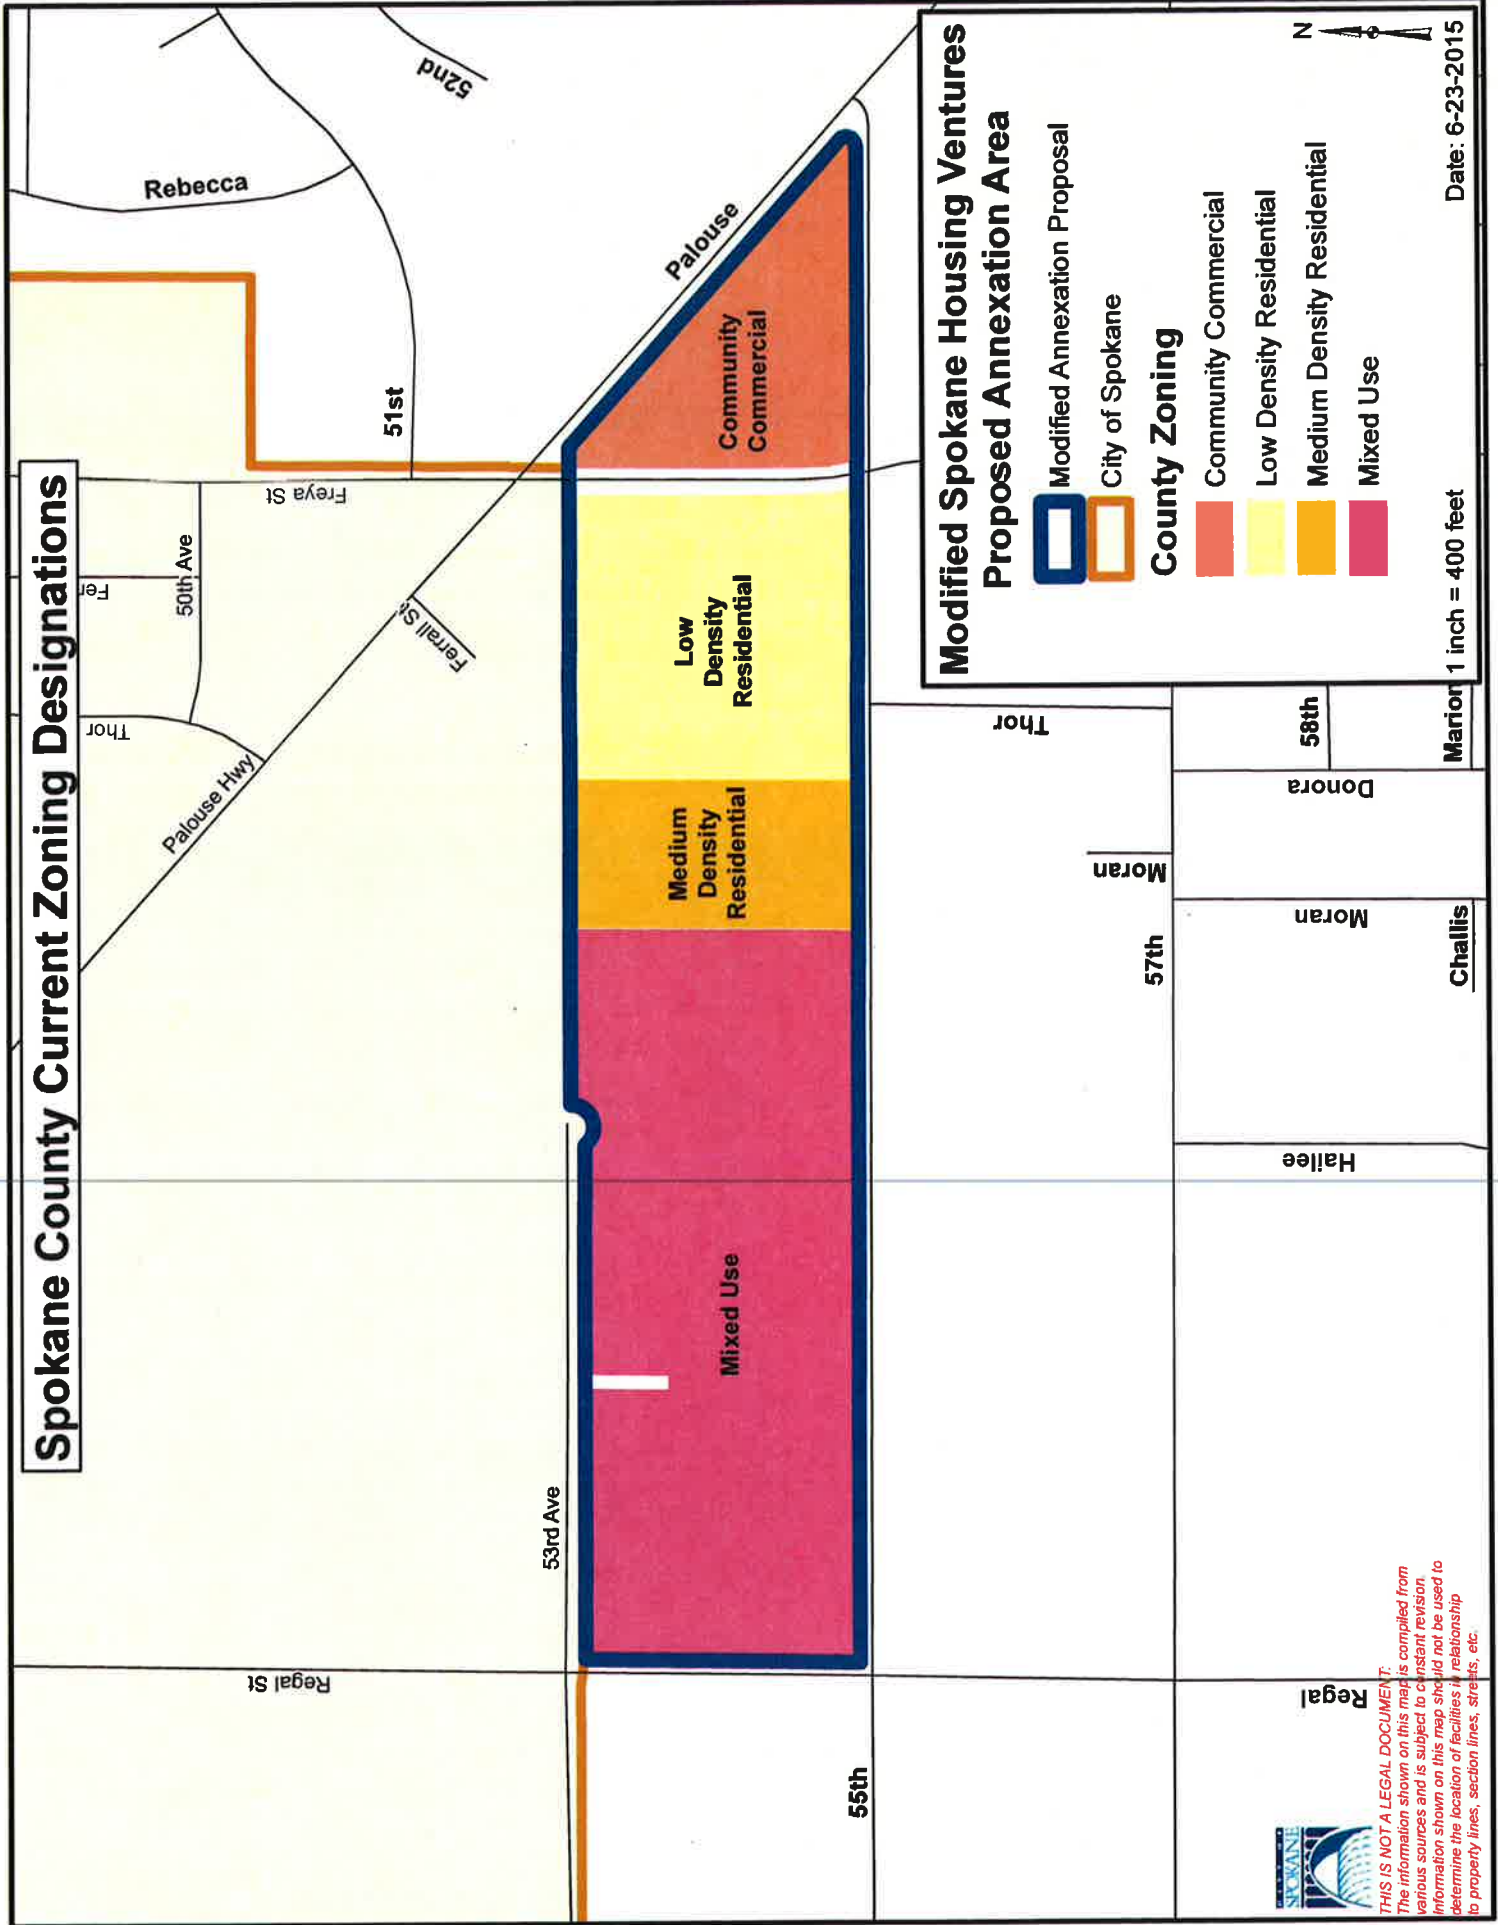 Spokane County Current Zoning Designations
Rebecca
52nd
51st
Freya St
Fer
50th Ave
Thor
Palouse Hwy
Ferrall St
Palouse
Regal St
53rd Ave
Mixed Use
Medium
Density
Residential
Low
Density
Residential
Community
Commercial
55th
Thor
57th
Moran
Moran
Donora
58th
Marion
Challis
Hailee
Regal
Modified Spokane Housing Ventures
Proposed Annexation Area
Modified Annexation Proposal
City of Spokane
County Zoning
Community Commercial
Low Density Residential
Medium Density Residential
Mixed Use
N
1 inch = 400 feet
Date: 6-23-2015
SPOKANE
THIS IS NOT A LEGAL DOCUMENT:
The information shown on this map is compiled from
various sources and is subject to constant revision.
Information shown on this map should not be used to
determine the location of facilities in relationship
to property lines, section lines, streets, etc.